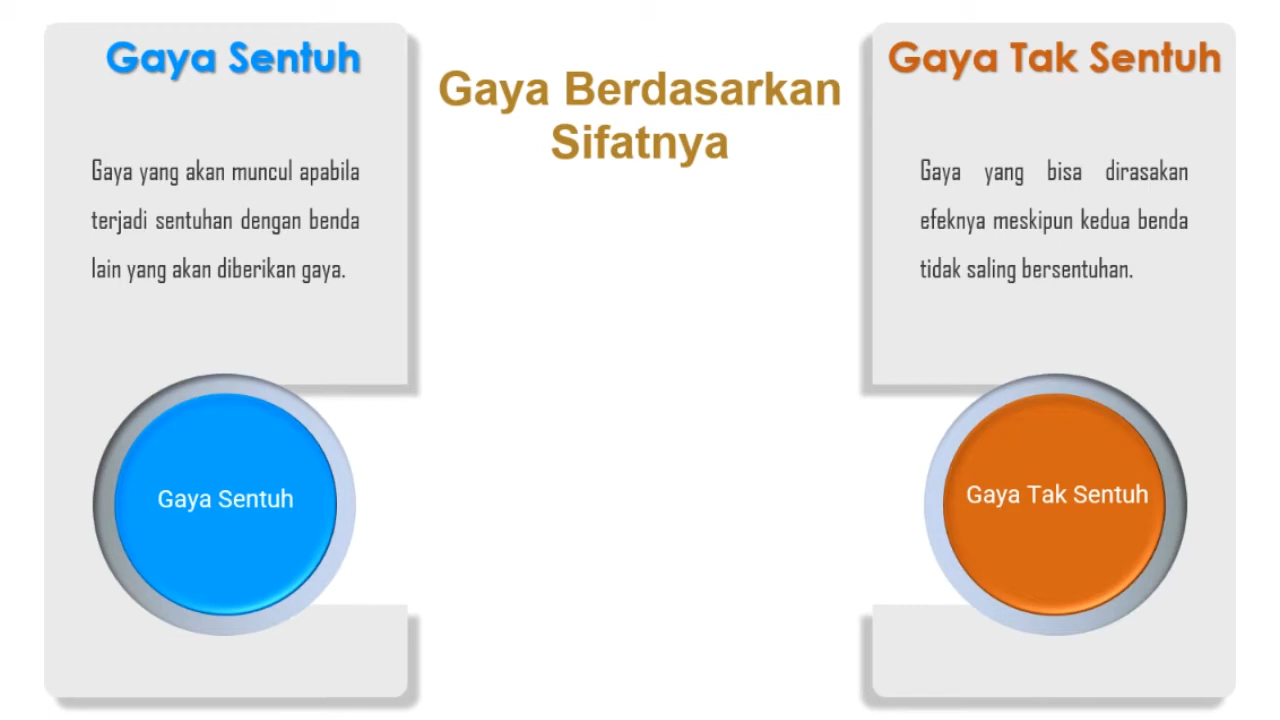 Gaya Sentuh
Gaya yang akan muncul apabila
terjadi sentuhan dengan benda
lain yang akan diberikan gaya.
Gaya Sentuh
Gaya Berdasarkan
Sifatnya
Gaya Tak Sentuh
Gaya yang bisa dirasakan
efeknya meskipun kedua benda
tidak saling bersentuhan.
Gaya Tak Sentuh